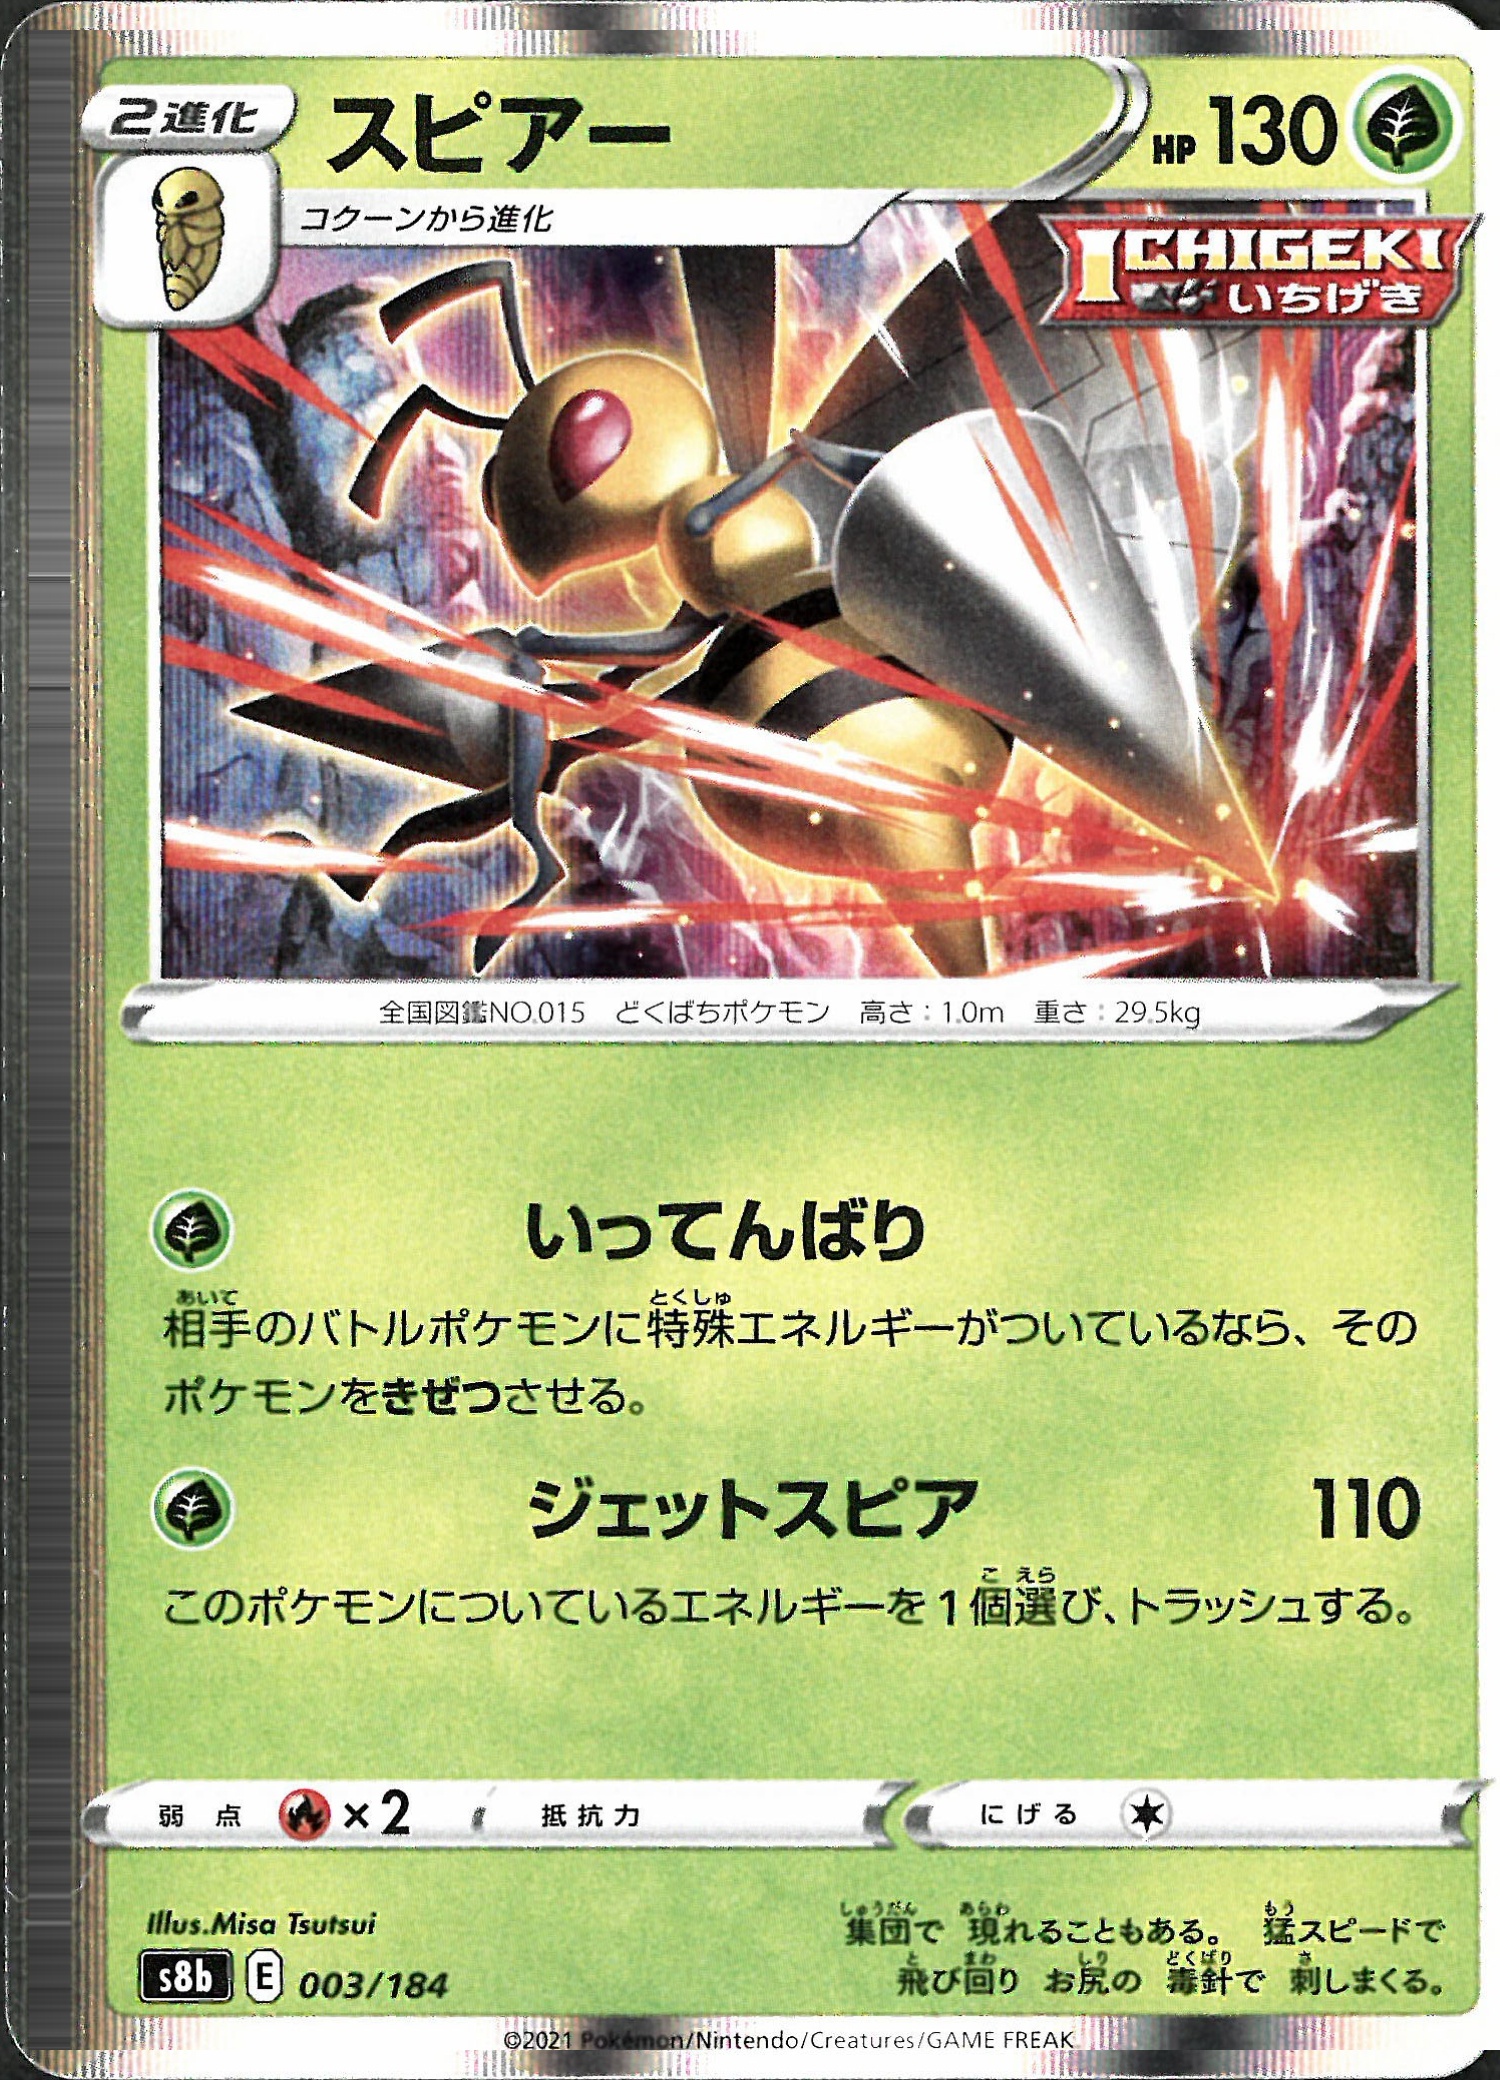 2進化
スピアー
HP 130
コクーンから進化
ICHIGEKI
いちげき
全国図鑑NO.015 どくばちポケモン 高さ：1.0m 重さ：29.5kg
いってんばり
あいて とくしゅ
相手のバトルポケモンに特殊エネルギーがついているなら、その
ポケモンをきぜつさせる。
ジェットスピア 110
こ えら
このポケモンについているエネルギーを1個選び、トラッシュする。
弱点 ×2 抵抗力 にげる
Illus.Misa Tsutsui
s8b E 003/184
しゅうだん あらわ もう
集団で 現れることもある。 猛スピードで
と まわ しり どくばり さ
飛び回り お尻の 毒針で 刺しまくる。
©2021 Pokémon/Nintendo/Creatures/GAME FREAK